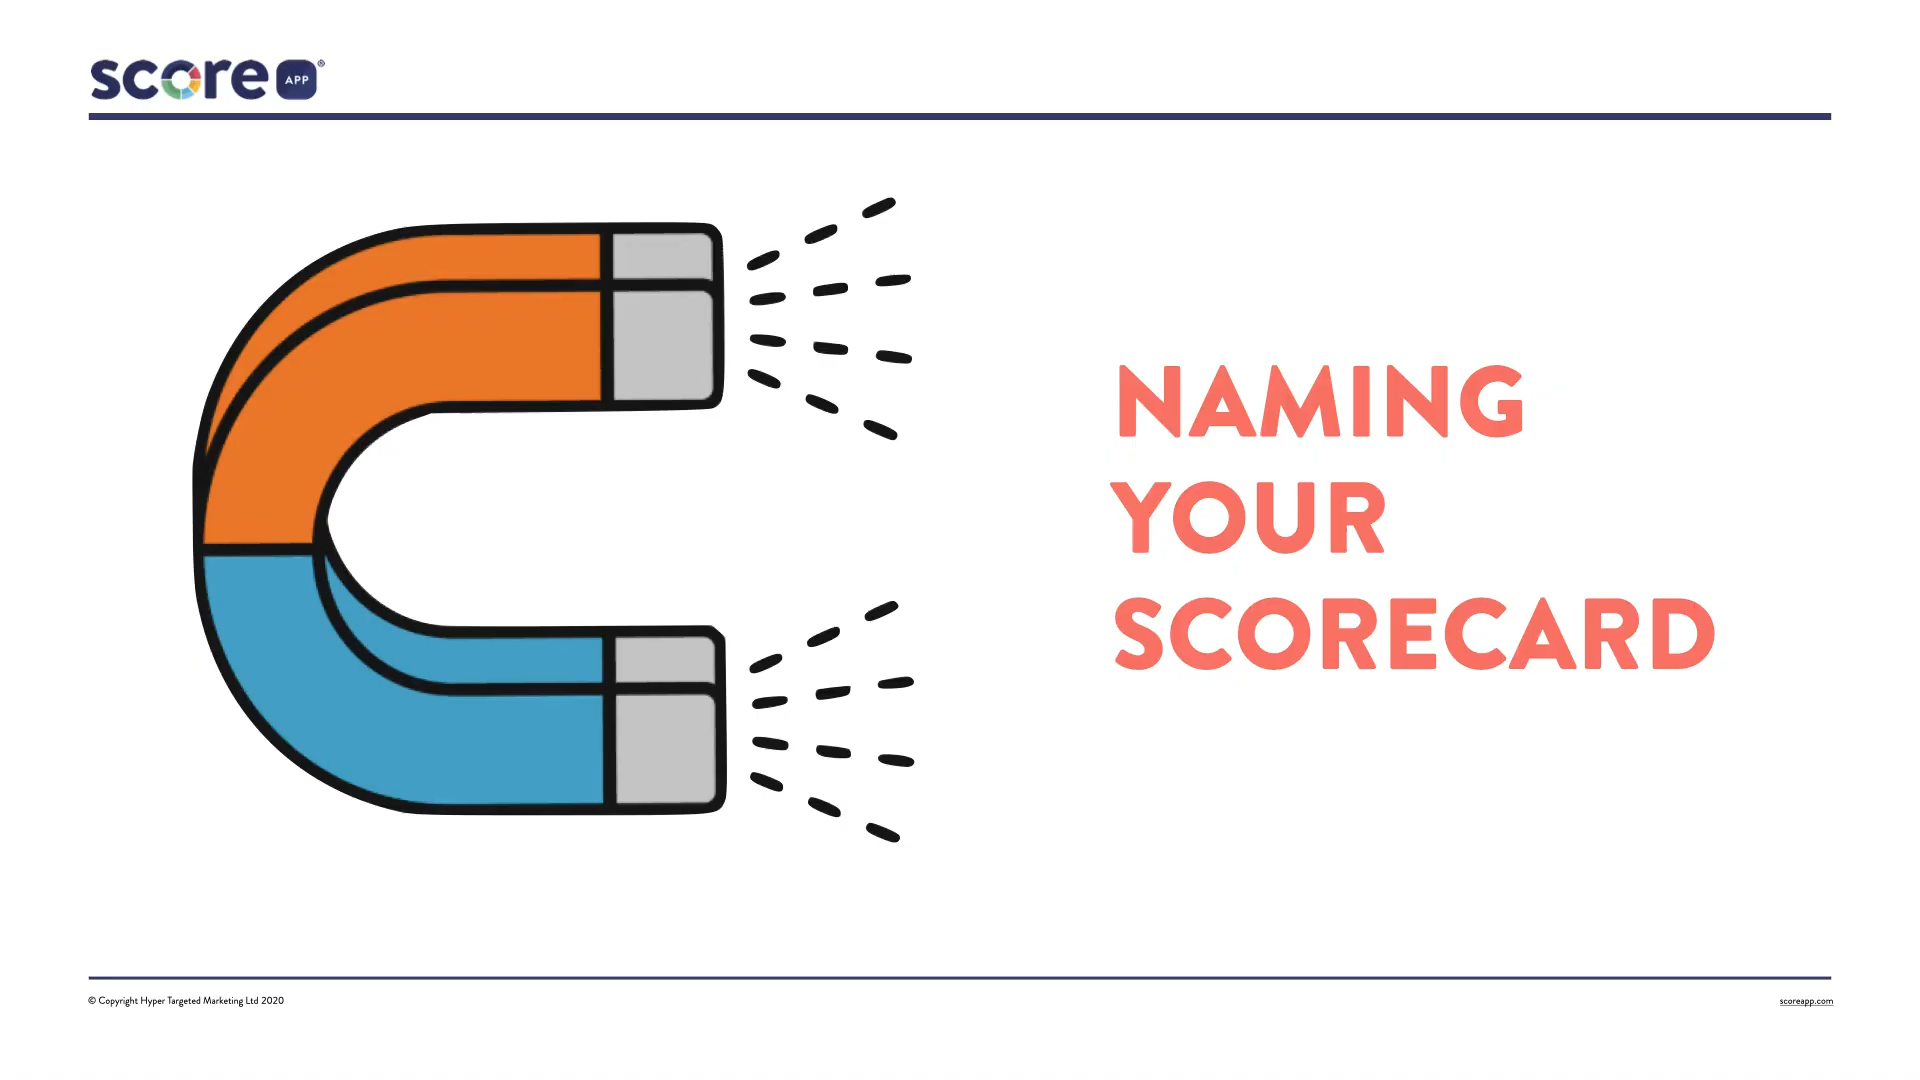 score APP®
NAMING
YOUR
SCORECARD
© Copyright Hyper Targeted Marketing Ltd 2020
scoreapp.com